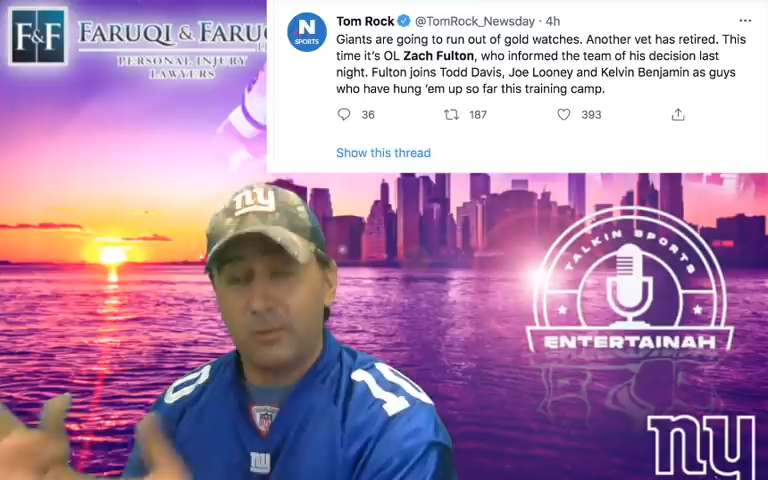 F&F
FARUQI & FARUQ
PERSONAL INJURY
LAWYERS
N
SPORTS
Tom Rock @TomRock_Newsday · 4h
Giants are going to run out of gold watches. Another vet has retired. This
time it's OL Zach Fulton, who informed the team of his decision last
night. Fulton joins Todd Davis, Joe Looney and Kelvin Benjamin as guys
who have hung 'em up so far this training camp.
36 187 393
Show this thread
ny
TALKIN SPORTS
ENTERTAINAH
10
NFL
ny
ny